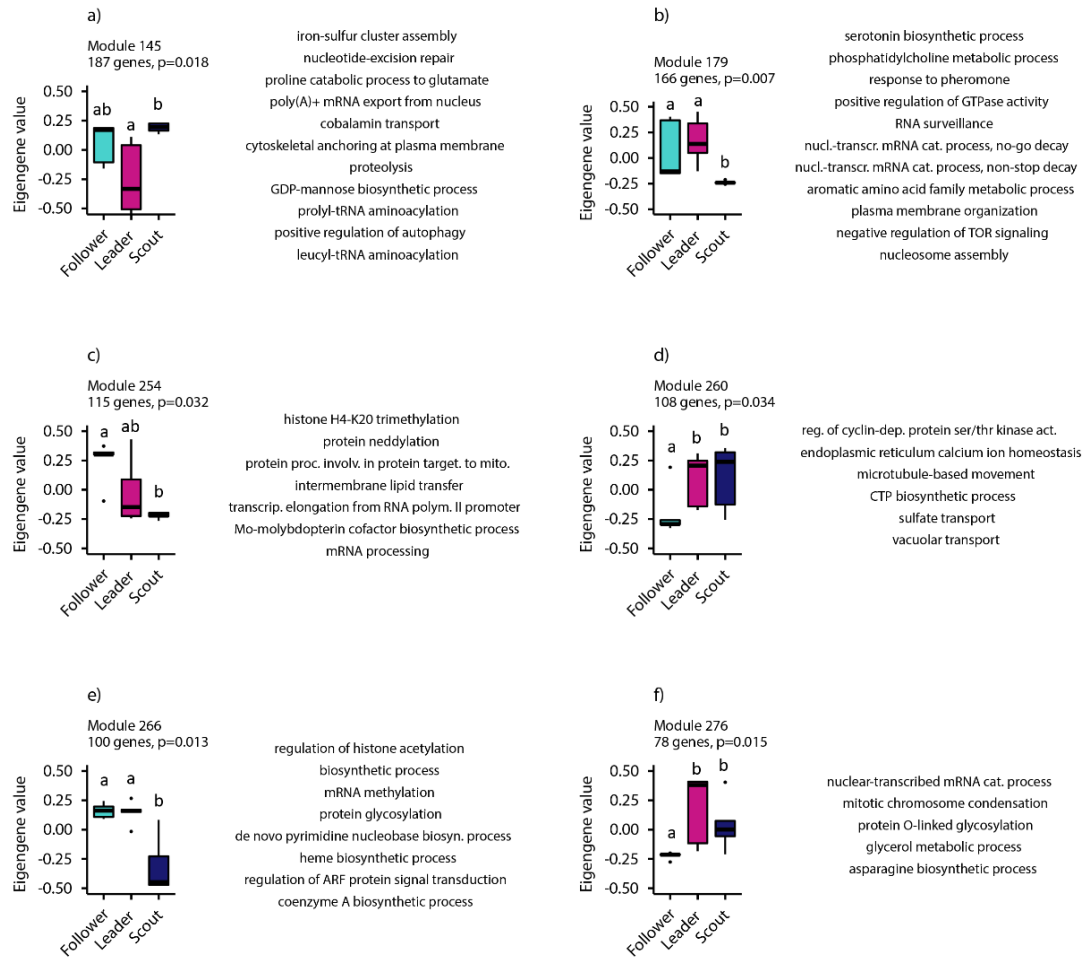 a)
Module 145
187 genes, p=0.018
Eigengene value
0.50
0.25
0.00
-0.25
-0.50
ab
a
b
Follower
Leader
Scout
iron-sulfur cluster assembly
nucleotide-excision repair
proline catabolic process to glutamate
poly(A)+ mRNA export from nucleus
cobalamin transport
cytoskeletal anchoring at plasma membrane
proteolysis
GDP-mannose biosynthetic process
prolyl-tRNA aminoacylation
positive regulation of autophagy
leucyl-tRNA aminoacylation
b)
Module 179
166 genes, p=0.007
Eigengene value
0.50
0.25
0.00
-0.25
-0.50
a
a
b
Follower
Leader
Scout
serotonin biosynthetic process
phosphatidylcholine metabolic process
response to pheromone
positive regulation of GTPase activity
RNA surveillance
nucl.-transcr. mRNA cat. process, no-go decay
nucl.-transcr. mRNA cat. process, non-stop decay
aromatic amino acid family metabolic process
plasma membrane organization
negative regulation of TOR signaling
nucleosome assembly
c)
Module 254
115 genes, p=0.032
Eigengene value
0.50
0.25
0.00
-0.25
-0.50
a
ab
b
Follower
Leader
Scout
histone H4-K20 trimethylation
protein neddylation
protein proc. involv. in protein target. to mito.
intermembrane lipid transfer
transcrip. elongation from RNA polym. II promoter
Mo-molybdopterin cofactor biosynthetic process
mRNA processing
d)
Module 260
108 genes, p=0.034
Eigengene value
0.50
0.25
0.00
-0.25
-0.50
a
b
b
Follower
Leader
Scout
reg. of cyclin-dep. protein ser/thr kinase act.
endoplasmic reticulum calcium ion homeostasis
microtubule-based movement
CTP biosynthetic process
sulfate transport
vacuolar transport
e)
Module 266
100 genes, p=0.013
Eigengene value
0.50
0.25
0.00
-0.25
-0.50
a
a
b
Follower
Leader
Scout
regulation of histone acetylation
biosynthetic process
mRNA methylation
protein glycosylation
de novo pyrimidine nucleobase biosyn. process
heme biosynthetic process
regulation of ARF protein signal transduction
coenzyme A biosynthetic process
f)
Module 276
78 genes, p=0.015
Eigengene value
0.50
0.25
0.00
-0.25
-0.50
a
b
b
Follower
Leader
Scout
nuclear-transcribed mRNA cat. process
mitotic chromosome condensation
protein O-linked glycosylation
glycerol metabolic process
asparagine biosynthetic process